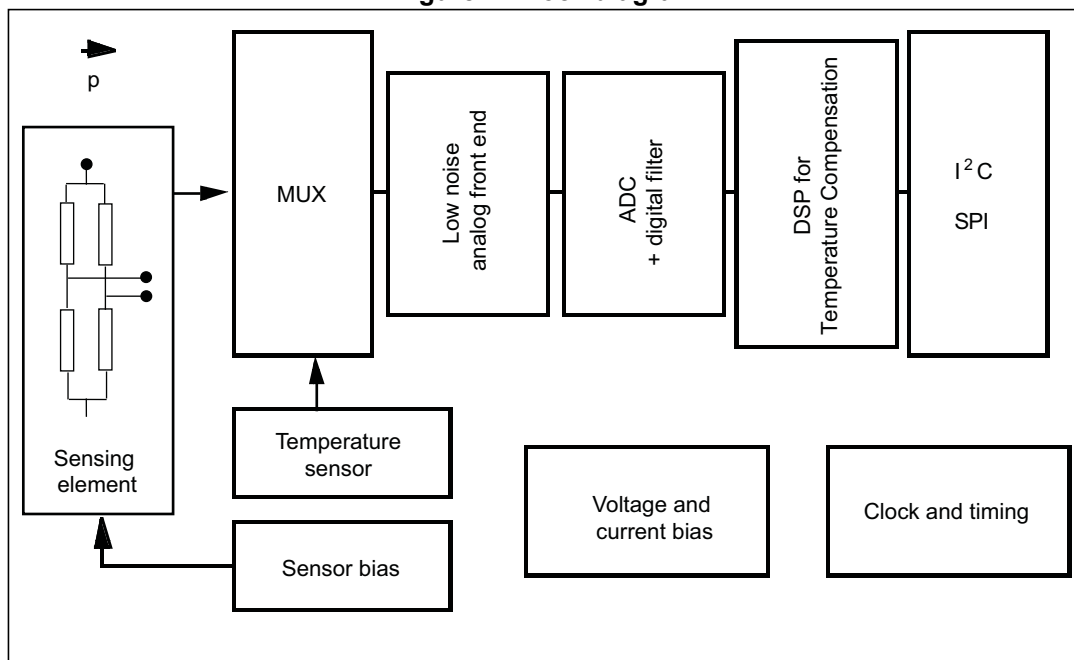 p
Sensing
element
MUX
Low noise
analog front end
ADC
+ digital filter
DSP for
Temperature Compensation
I²C
SPI
Temperature
sensor
Sensor bias
Voltage and
current bias
Clock and timing